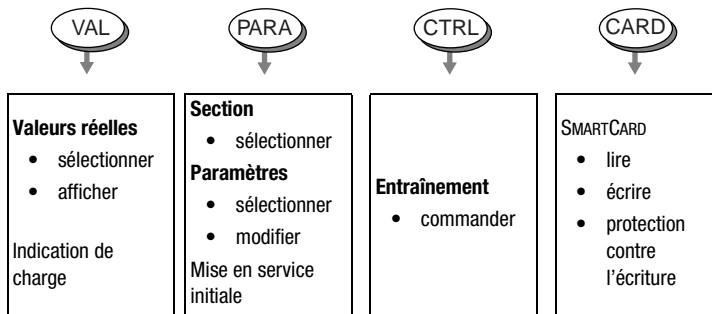 VAL
PARA
CTRL
CARD
Valeurs réelles
• sélectionner
• afficher
Indication de
charge
Section
• sélectionner
Paramètres
• sélectionner
• modifier
Mise en service
initiale
Entraînement
• commander
SMARTCARD
• lire
• écrire
• protection
contre
l'écriture